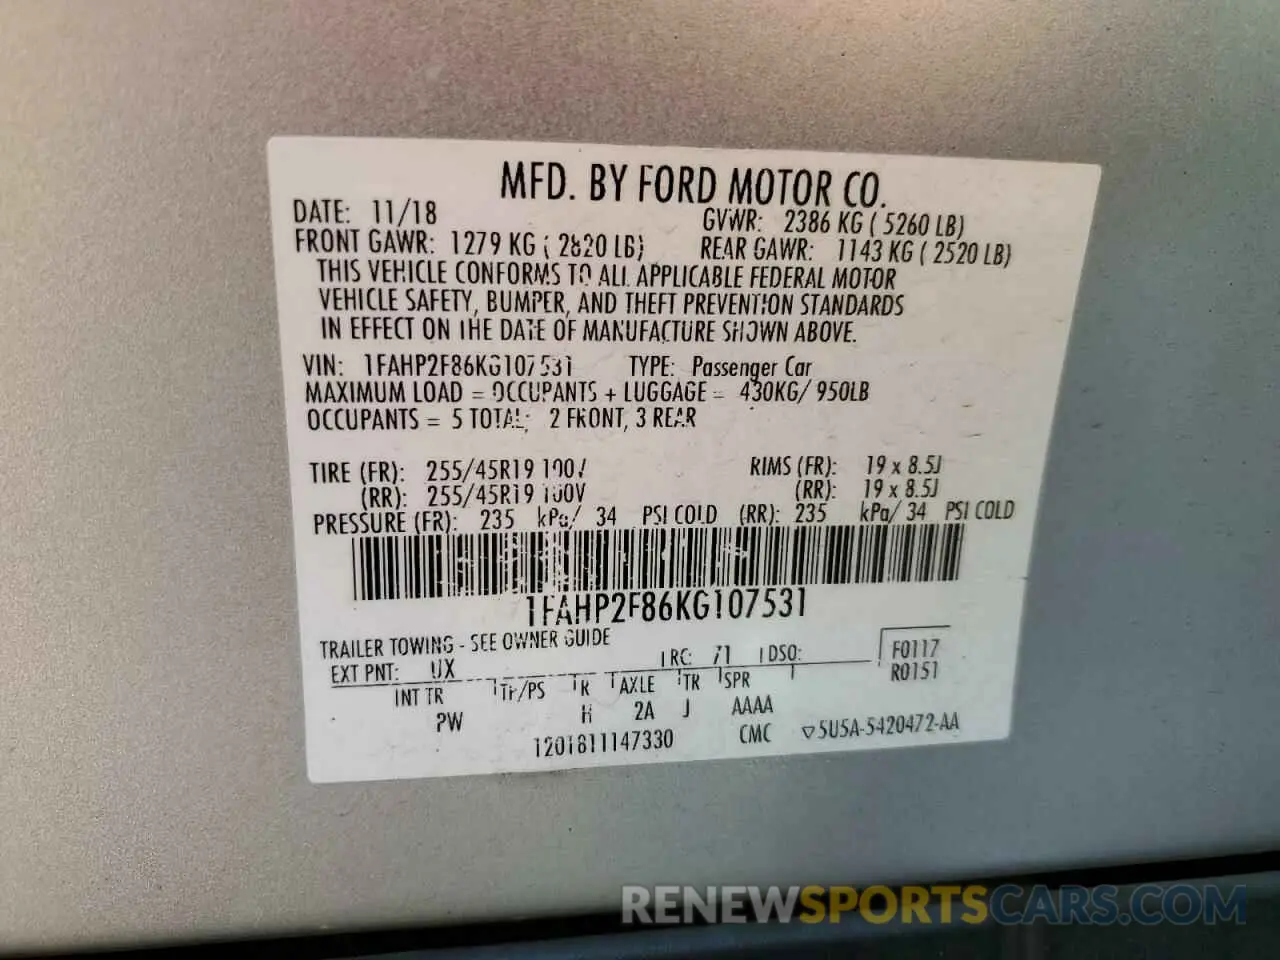 MFD. BY FORD MOTOR CO.
DATE: 11/18 GVWR: 2386 KG ( 5260 LB)
FRONT GAWR: 1279 KG ( 2820 LB) REAR GAWR: 1143 KG ( 2520 LB)
THIS VEHICLE CONFORMS TO ALL APPLICABLE FEDERAL MOTOR
VEHICLE SAFETY, BUMPER, AND THEFT PREVENTION STANDARDS
IN EFFECT ON THE DATE OF MANUFACTURE SHOWN ABOVE.
VIN: 1FAHP2F86KG107531 TYPE: Passenger Car
MAXIMUM LOAD = OCCUPANTS + LUGGAGE = 430KG/ 950LB
OCCUPANTS = 5 TOTAL; 2 FRONT, 3 REAR
TIRE (FR): 255/45R19 100V RIMS (FR): 19 x 8.5J
(RR): 255/45R19 100V (RR): 19 x 8.5J
PRESSURE (FR): 235 kPa/ 34 PSI COLD (RR): 235 kPa/ 34 PSI COLD
1FAHP2F86KG107531
TRAILER TOWING - SEE OWNER GUIDE
EXT PNT: UX RC: 71 DSO: F0117
R0151
INT TR TP/PS R AXLE TR SPR
PW H 2A J AAAA
1201811147330 CMC ▽5U5A-5420472-AA
RENEWSPORTSCARS.COM